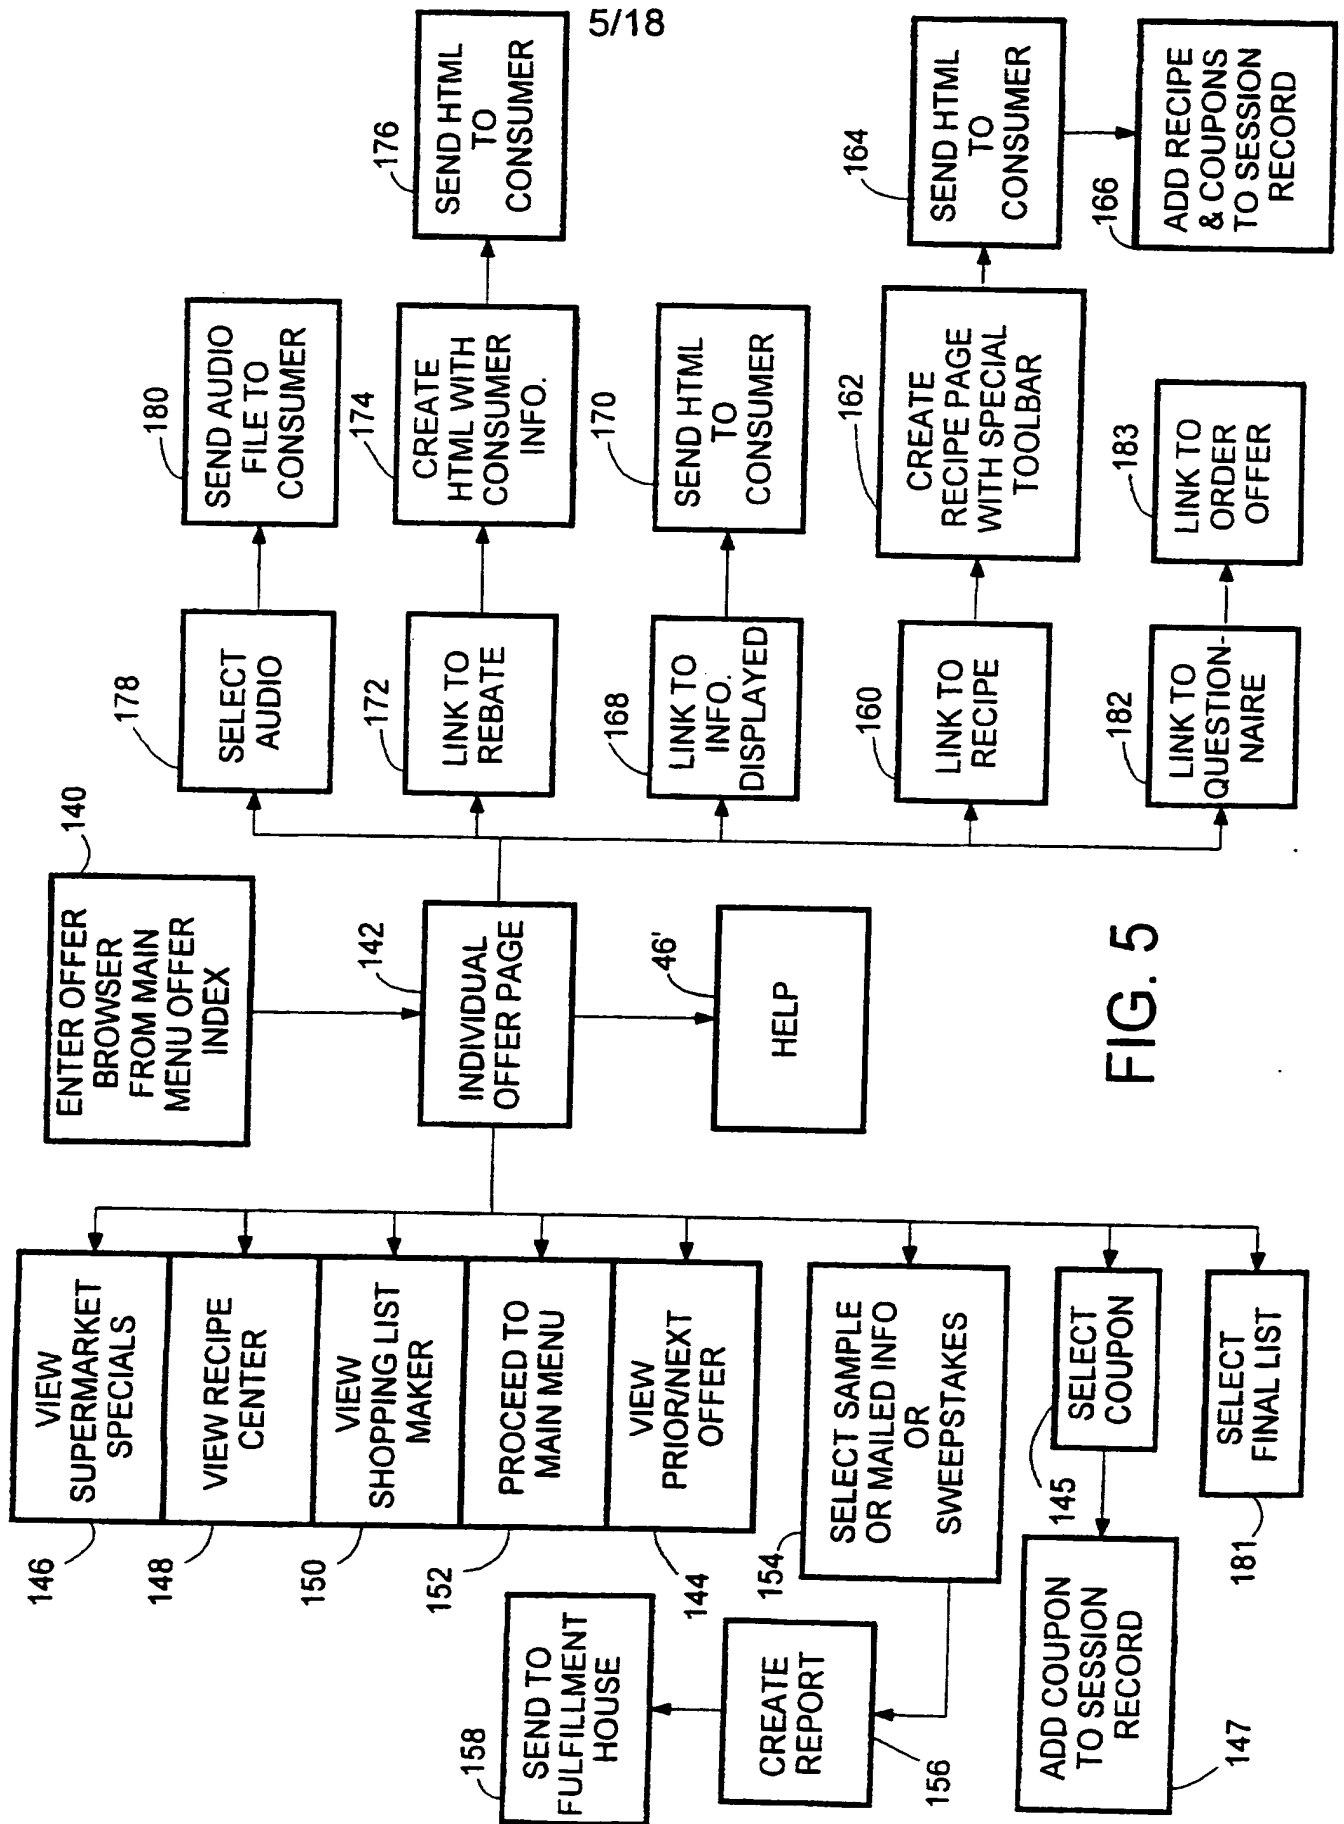 5/18
140
ENTER OFFER
BROWSER
FROM MAIN
MENU OFFER
INDEX
142
INDIVIDUAL
OFFER PAGE
46'
HELP
146
VIEW
SUPERMARKET
SPECIALS
148
VIEW RECIPE
CENTER
150
VIEW
SHOPPING LIST
MAKER
152
PROCEED TO
MAIN MENU
144
VIEW
PRIOR/NEXT
OFFER
154
SELECT SAMPLE
OR MAILED INFO
OR
SWEEPSTAKES
156
CREATE
REPORT
158
SEND TO
FULFILLMENT
HOUSE
145
SELECT
COUPON
147
ADD COUPON
TO SESSION
RECORD
181
SELECT
FINAL LIST
178
SELECT
AUDIO
180
SEND AUDIO
FILE TO
CONSUMER
172
LINK TO
REBATE
174
CREATE
HTML WITH
CONSUMER
INFO.
176
SEND HTML
TO
CONSUMER
168
LINK TO
INFO.
DISPLAYED
170
SEND HTML
TO
CONSUMER
160
LINK TO
RECIPE
162
CREATE
RECIPE PAGE
WITH SPECIAL
TOOLBAR
164
SEND HTML
TO
CONSUMER
166
ADD RECIPE
& COUPONS
TO SESSION
RECORD
182
LINK TO
QUESTION-
NAIRE
183
LINK TO
ORDER
OFFER
FIG. 5